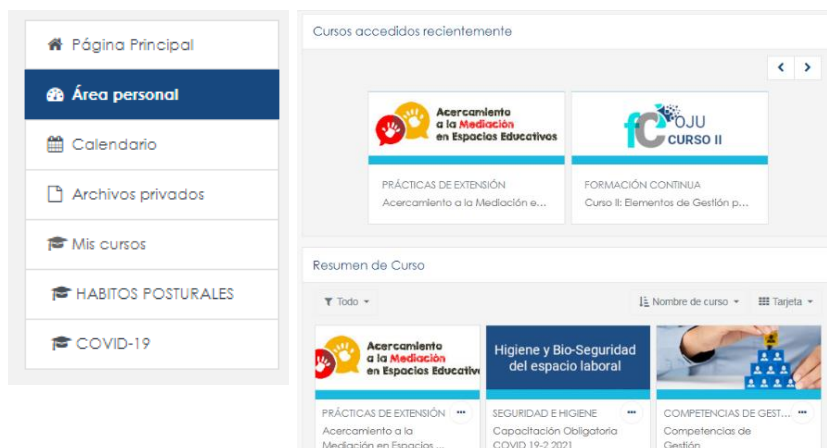 Página Principal
Área personal
Calendario
Archivos privados
Mis cursos
HABITOS POSTURALES
COVID-19
Cursos accedidos recientemente
Acercamiento
a la Mediación
en Espacios Educativos
PRÁCTICAS DE EXTENSIÓN
Acercamiento a la Mediación e...
fC OJU
CURSO II
FORMACIÓN CONTINUA
Curso II: Elementos de Gestión p...
Resumen de Curso
Todo
Nombre de curso
Tarjeta
Acercamiento
a la Mediación
en Espacios Educativ
PRÁCTICAS DE EXTENSIÓN
Acercamiento a la
Mediación en Espacios ...
Higiene y Bio-Seguridad
del espacio laboral
SEGURIDAD E HIGIENE
Capacitación Obligatoria
COVID 19-2 2021
COMPETENCIAS DE GEST...
Competencias de
Gestión